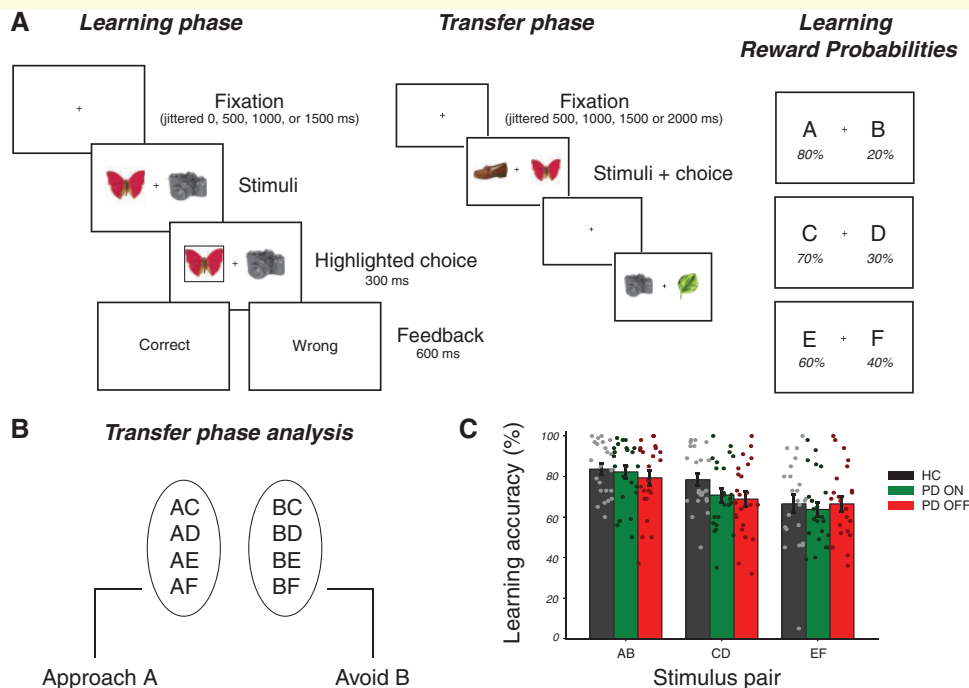 A
Learning phase
Fixation
(jittered 0, 500, 1000, or 1500 ms)
Stimuli
Highlighted choice
300 ms
Correct
Wrong
Feedback
600 ms
Transfer phase
Fixation
(jittered 500, 1000, 1500 or 2000 ms)
Stimuli + choice
Learning
Reward Probabilities
A + B
80% 20%
C + D
70% 30%
E + F
60% 40%
B
Transfer phase analysis
AC
AD
AE
AF
BC
BD
BE
BF
Approach A
Avoid B
C
Learning accuracy (%)
100
80
60
40
20
0
AB
CD
EF
Stimulus pair
HC
PD ON
PD OFF